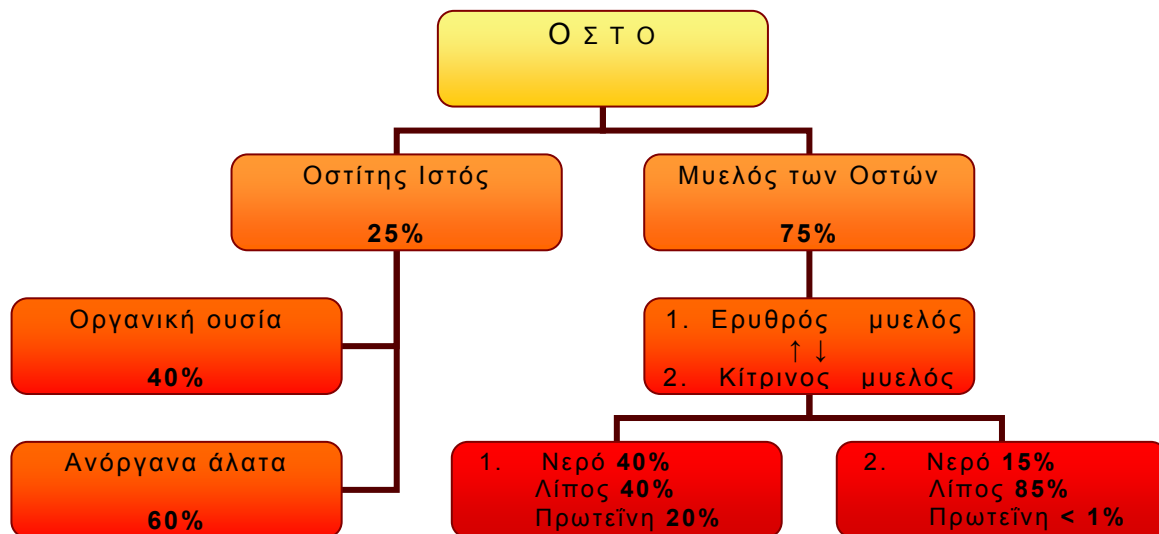 Ο Σ Τ Ο
Οστίτης Ιστός
25%
Μυελός των Οστών
75%
Οργανική ουσία
40%
1. Ερυθρός μυελός
↑ ↓
2. Κίτρινος μυελός
Ανόργανα άλατα
60%
1. Νερό 40%
Λίπος 40%
Πρωτεΐνη 20%
2. Νερό 15%
Λίπος 85%
Πρωτεΐνη < 1%